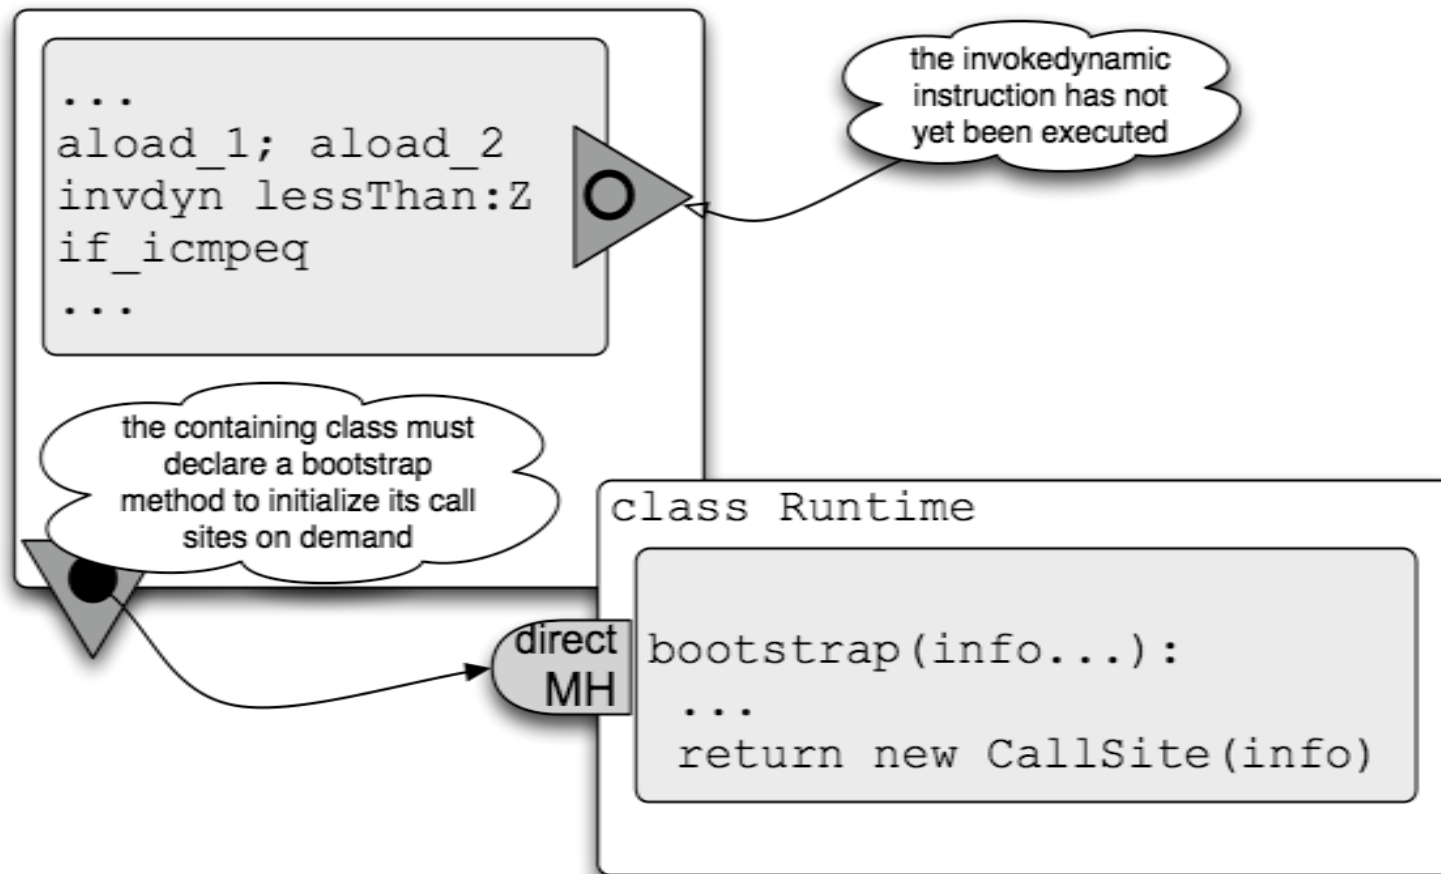 ...
aload_1; aload_2
invdyn lessThan:Z
if_icmpeq
...
the invokedynamic
instruction has not
yet been executed
the containing class must
declare a bootstrap
method to initialize its call
sites on demand
class Runtime
direct
MH
bootstrap(info...):
...
return new CallSite(info)